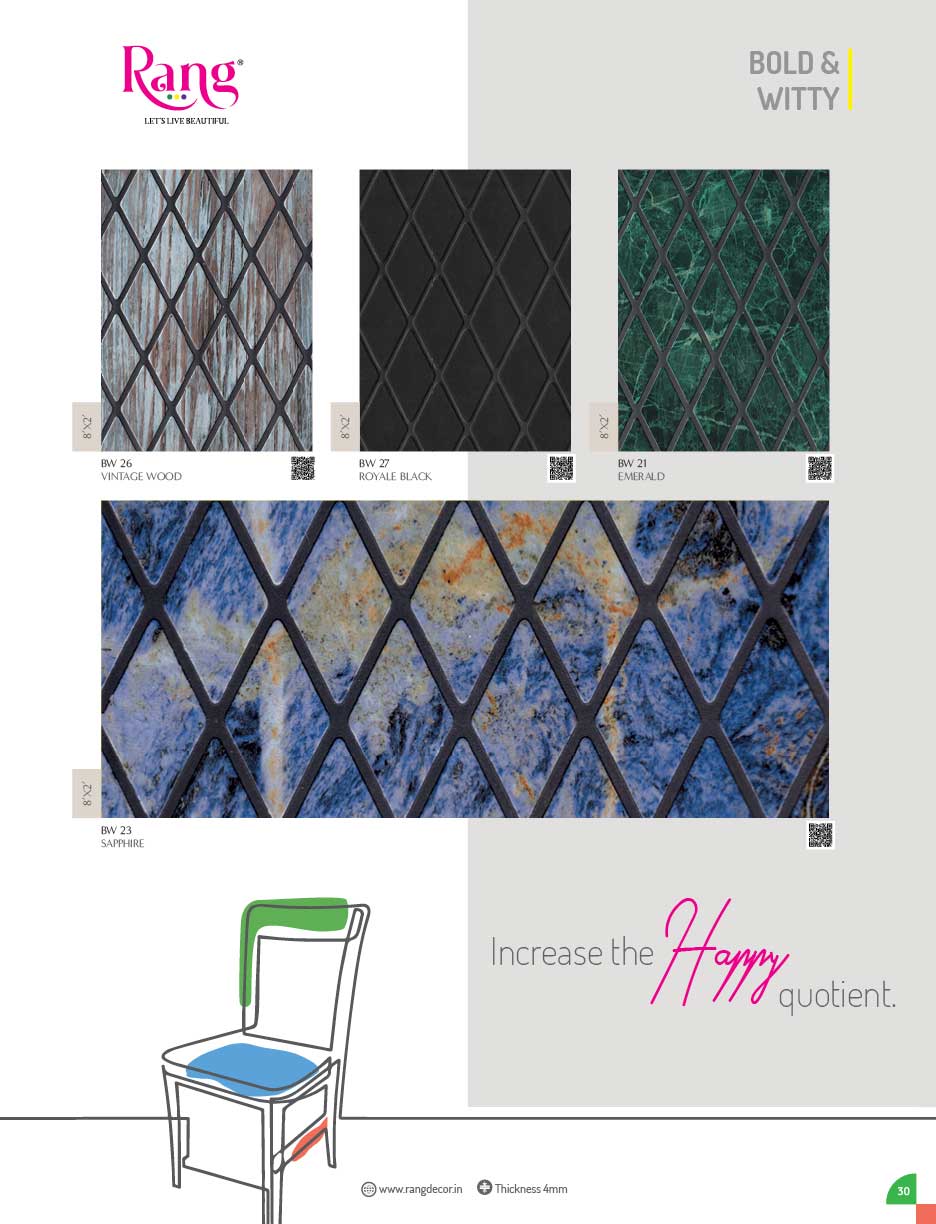 Rang®
LET'S LIVE BEAUTIFUL
BOLD &
WITTY
8'X2'
BW 26
VINTAGE WOOD
8'X2'
BW 27
ROYALE BLACK
8'X2'
BW 21
EMERALD
8'X2'
BW 23
SAPPHIRE
Increase the Happy
quotient.
www.rangdecor.in Thickness 4mm
30